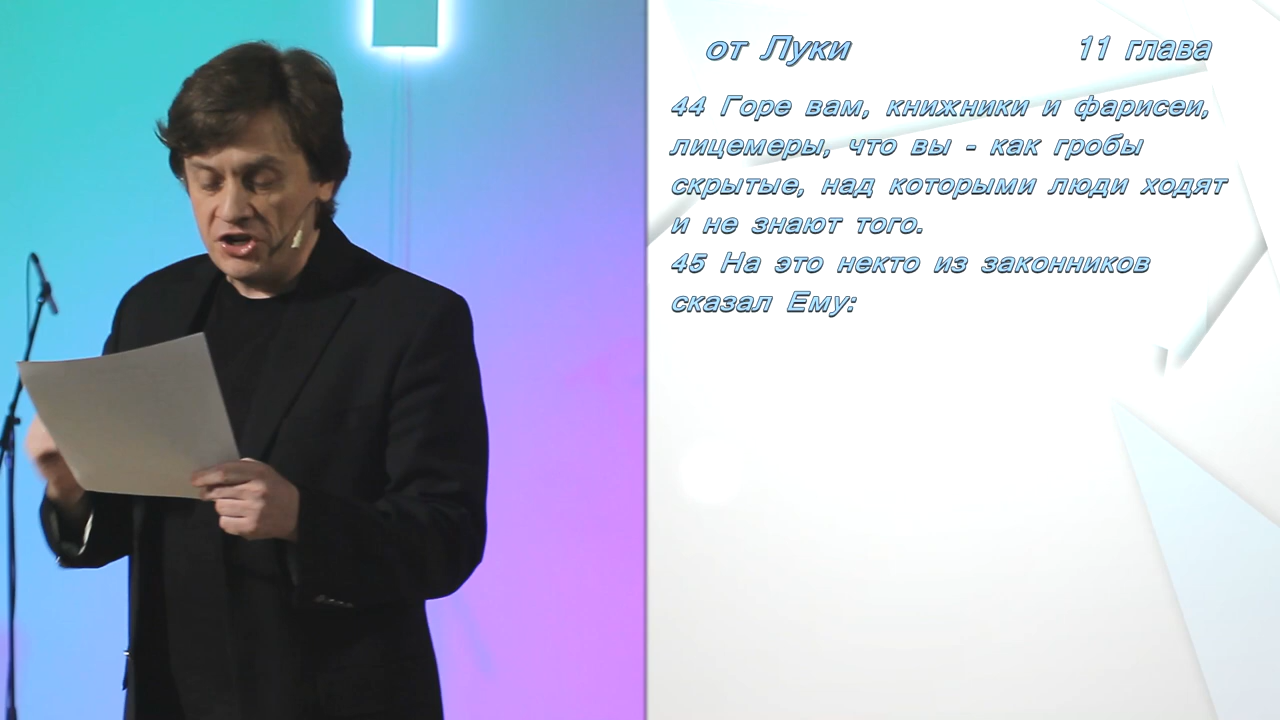 от Луки 11 глава
44 Горе вам, книжники и фарисеи,
лицемеры, что вы - как гробы
скрытые, над которыми люди ходят
и не знают того.
45 На это некто из законников
сказал Ему: